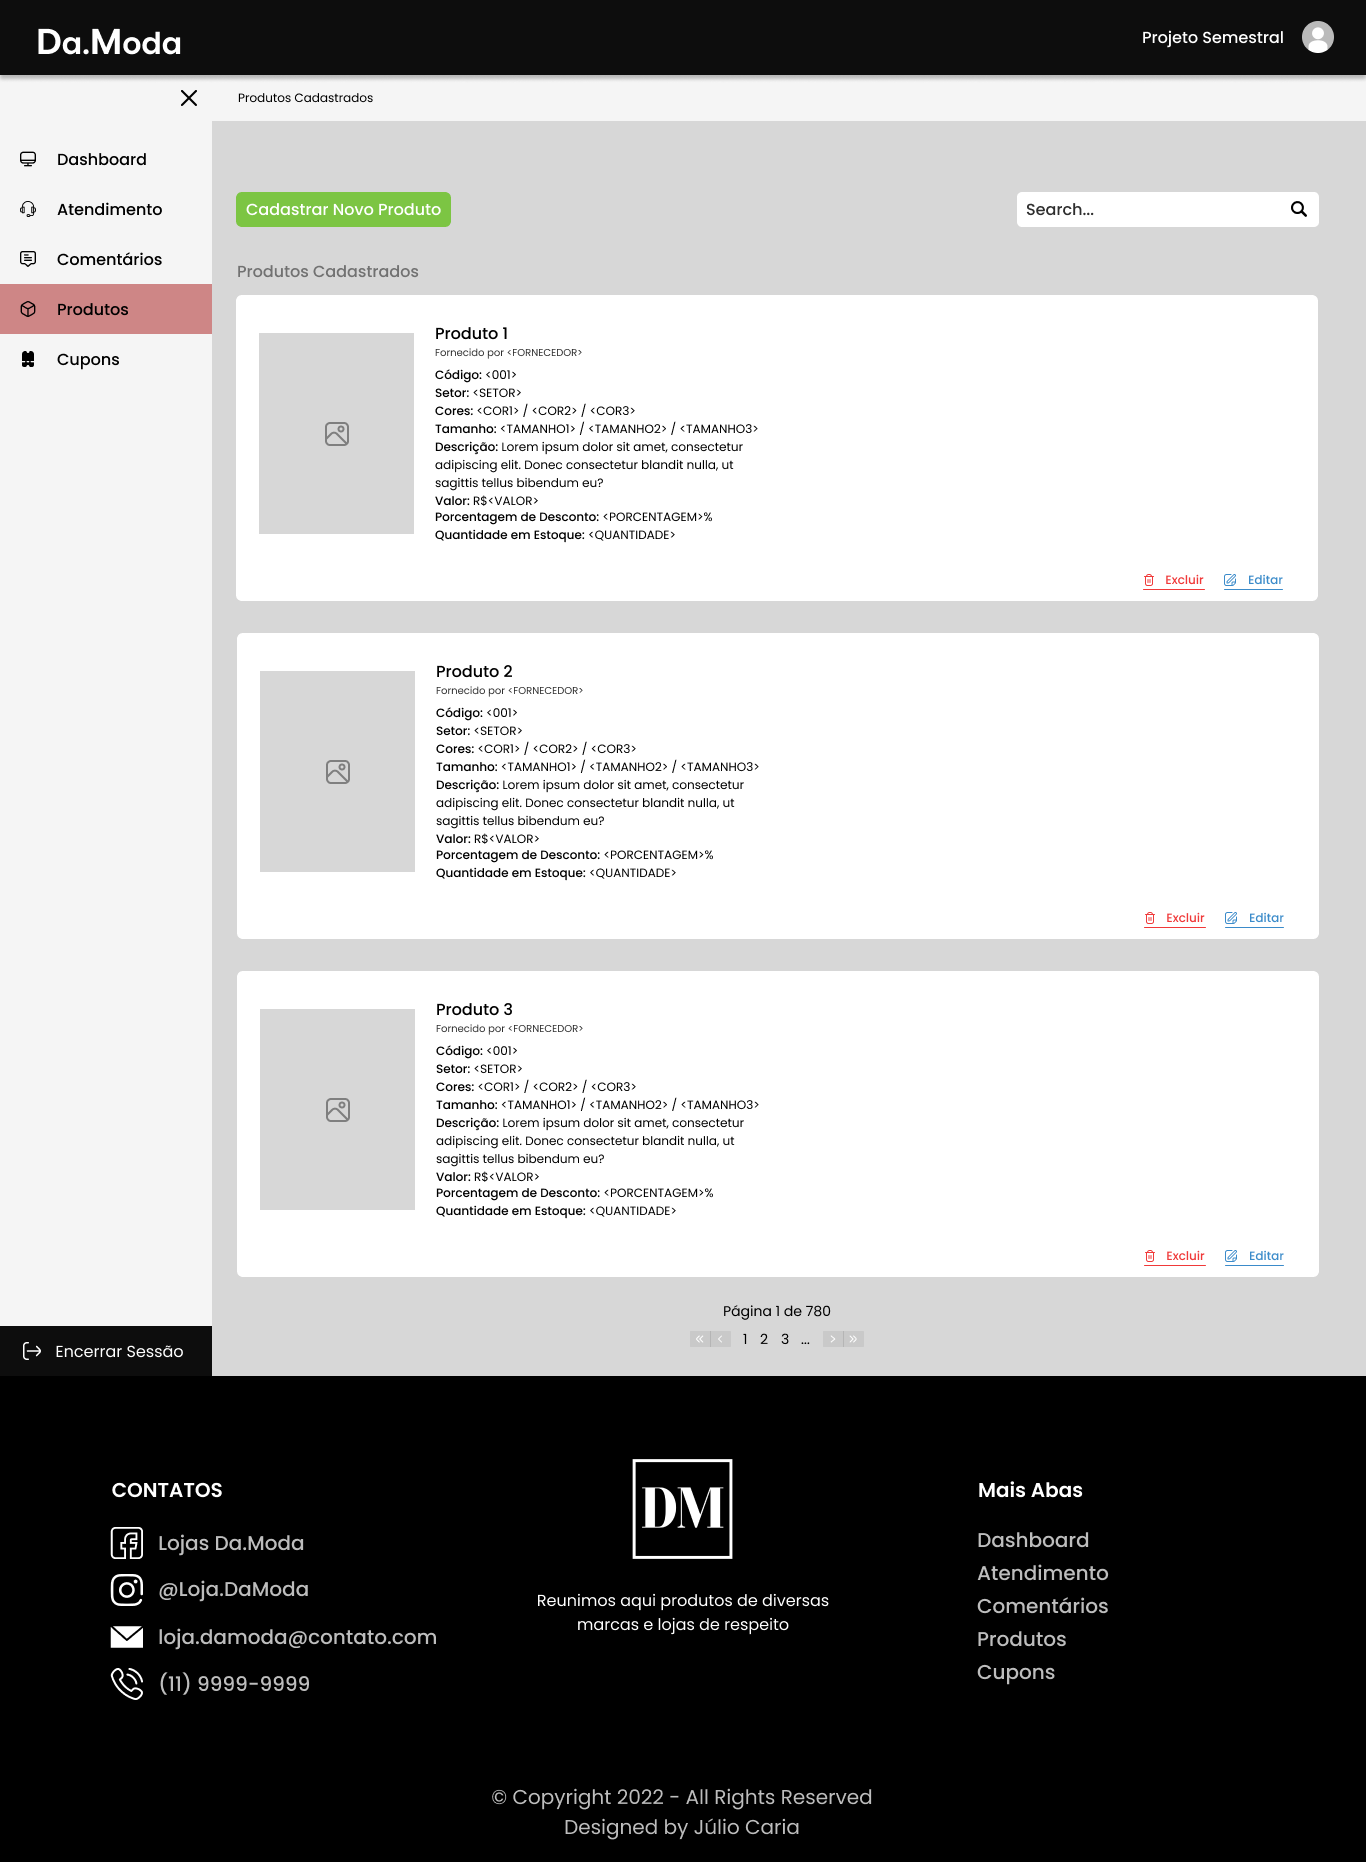 Da.Moda
Projeto Semestral
Produtos Cadastrados
Dashboard
Atendimento
Comentários
Produtos
Cupons
Cadastrar Novo Produto
Search...
Produtos Cadastrados
Produto 1
Fornecido por <FORNECEDOR>
Código: <001>
Setor: <SETOR>
Cores: <COR1> / <COR2> / <COR3>
Tamanho: <TAMANHO1> / <TAMANHO2> / <TAMANHO3>
Descrição: Lorem ipsum dolor sit amet, consectetur
adipiscing elit. Donec consectetur blandit nulla, ut
sagittis tellus bibendum eu?
Valor: R$<VALOR>
Porcentagem de Desconto: <PORCENTAGEM>%
Quantidade em Estoque: <QUANTIDADE>
Excluir Editar
Produto 2
Fornecido por <FORNECEDOR>
Código: <001>
Setor: <SETOR>
Cores: <COR1> / <COR2> / <COR3>
Tamanho: <TAMANHO1> / <TAMANHO2> / <TAMANHO3>
Descrição: Lorem ipsum dolor sit amet, consectetur
adipiscing elit. Donec consectetur blandit nulla, ut
sagittis tellus bibendum eu?
Valor: R$<VALOR>
Porcentagem de Desconto: <PORCENTAGEM>%
Quantidade em Estoque: <QUANTIDADE>
Excluir Editar
Produto 3
Fornecido por <FORNECEDOR>
Código: <001>
Setor: <SETOR>
Cores: <COR1> / <COR2> / <COR3>
Tamanho: <TAMANHO1> / <TAMANHO2> / <TAMANHO3>
Descrição: Lorem ipsum dolor sit amet, consectetur
adipiscing elit. Donec consectetur blandit nulla, ut
sagittis tellus bibendum eu?
Valor: R$<VALOR>
Porcentagem de Desconto: <PORCENTAGEM>%
Quantidade em Estoque: <QUANTIDADE>
Excluir Editar
Página 1 de 780
« < 1 2 3 ... > »
Encerrar Sessão
CONTATOS
Lojas Da.Moda
@Loja.DaModa
loja.damoda@contato.com
(11) 9999-9999
DM
Reunimos aqui produtos de diversas
marcas e lojas de respeito
Mais Abas
Dashboard
Atendimento
Comentários
Produtos
Cupons
© Copyright 2022 - All Rights Reserved
Designed by Júlio Caria